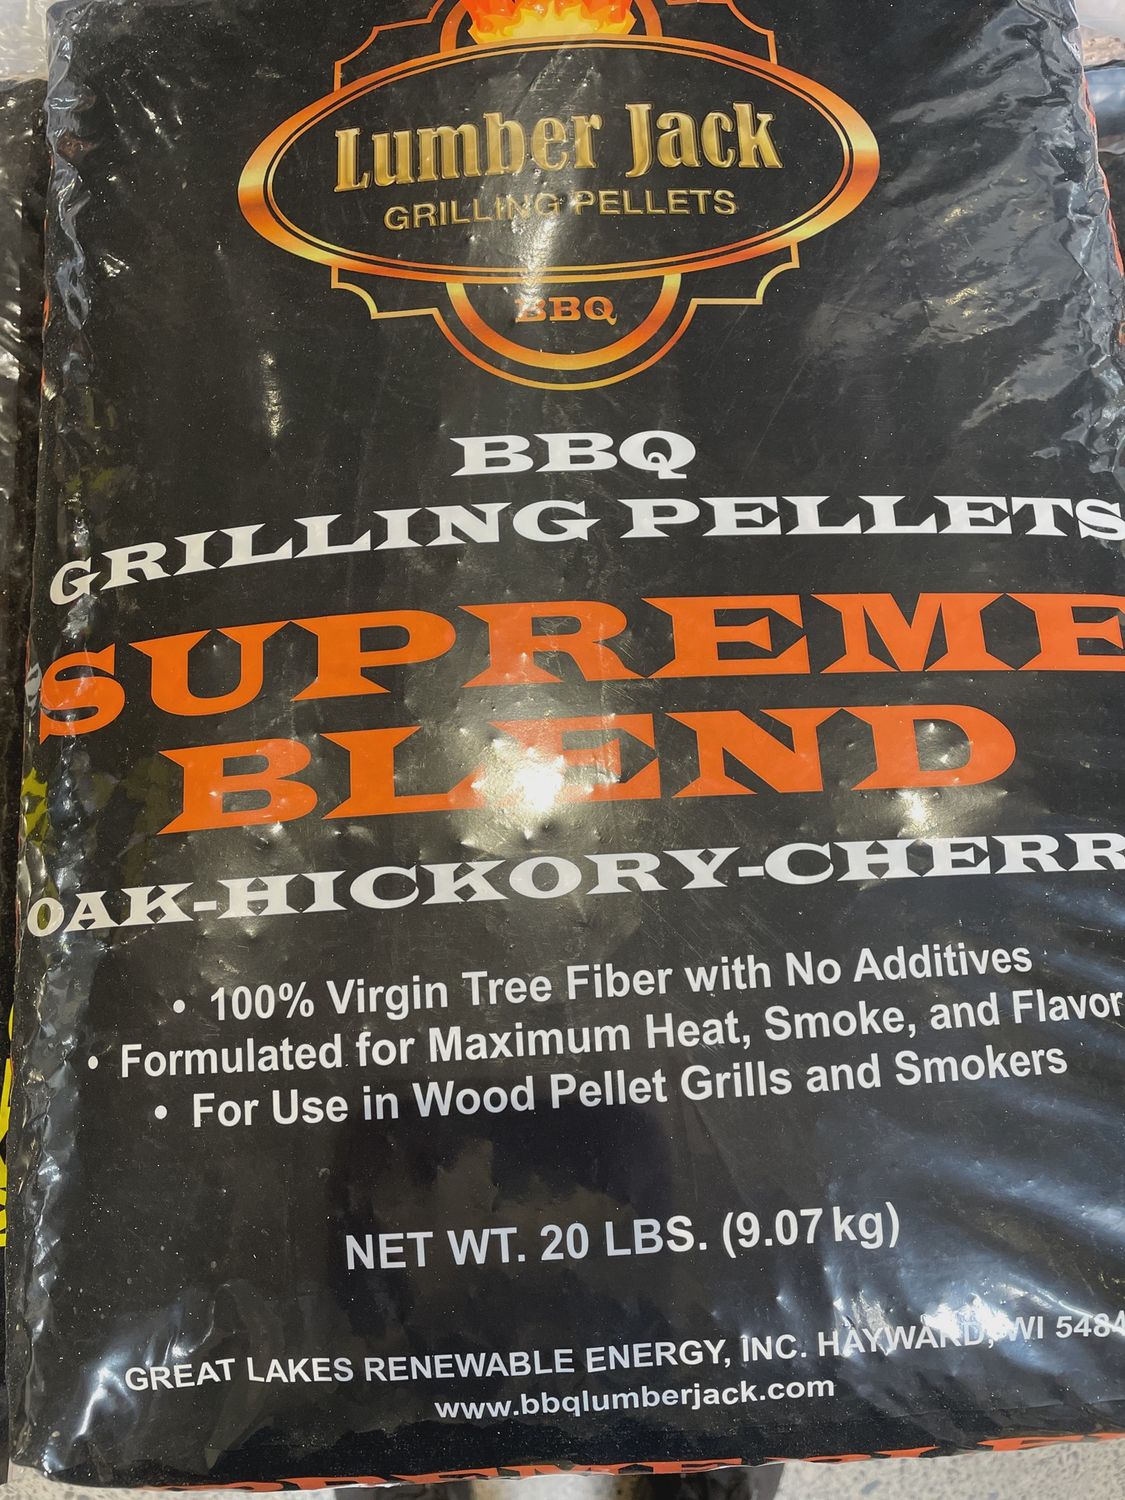 Lumber Jack
GRILLING PELLETS
BBQ
BBQ
GRILLING PELLETS
SUPREME
BLEND
OAK-HICKORY-CHERR
• 100% Virgin Tree Fiber with No Additives
• Formulated for Maximum Heat, Smoke, and Flavor
• For Use in Wood Pellet Grills and Smokers
NET WT. 20 LBS. (9.07 kg)
GREAT LAKES RENEWABLE ENERGY, INC. HAYWARD, WI 5484
www.bbqlumberjack.com